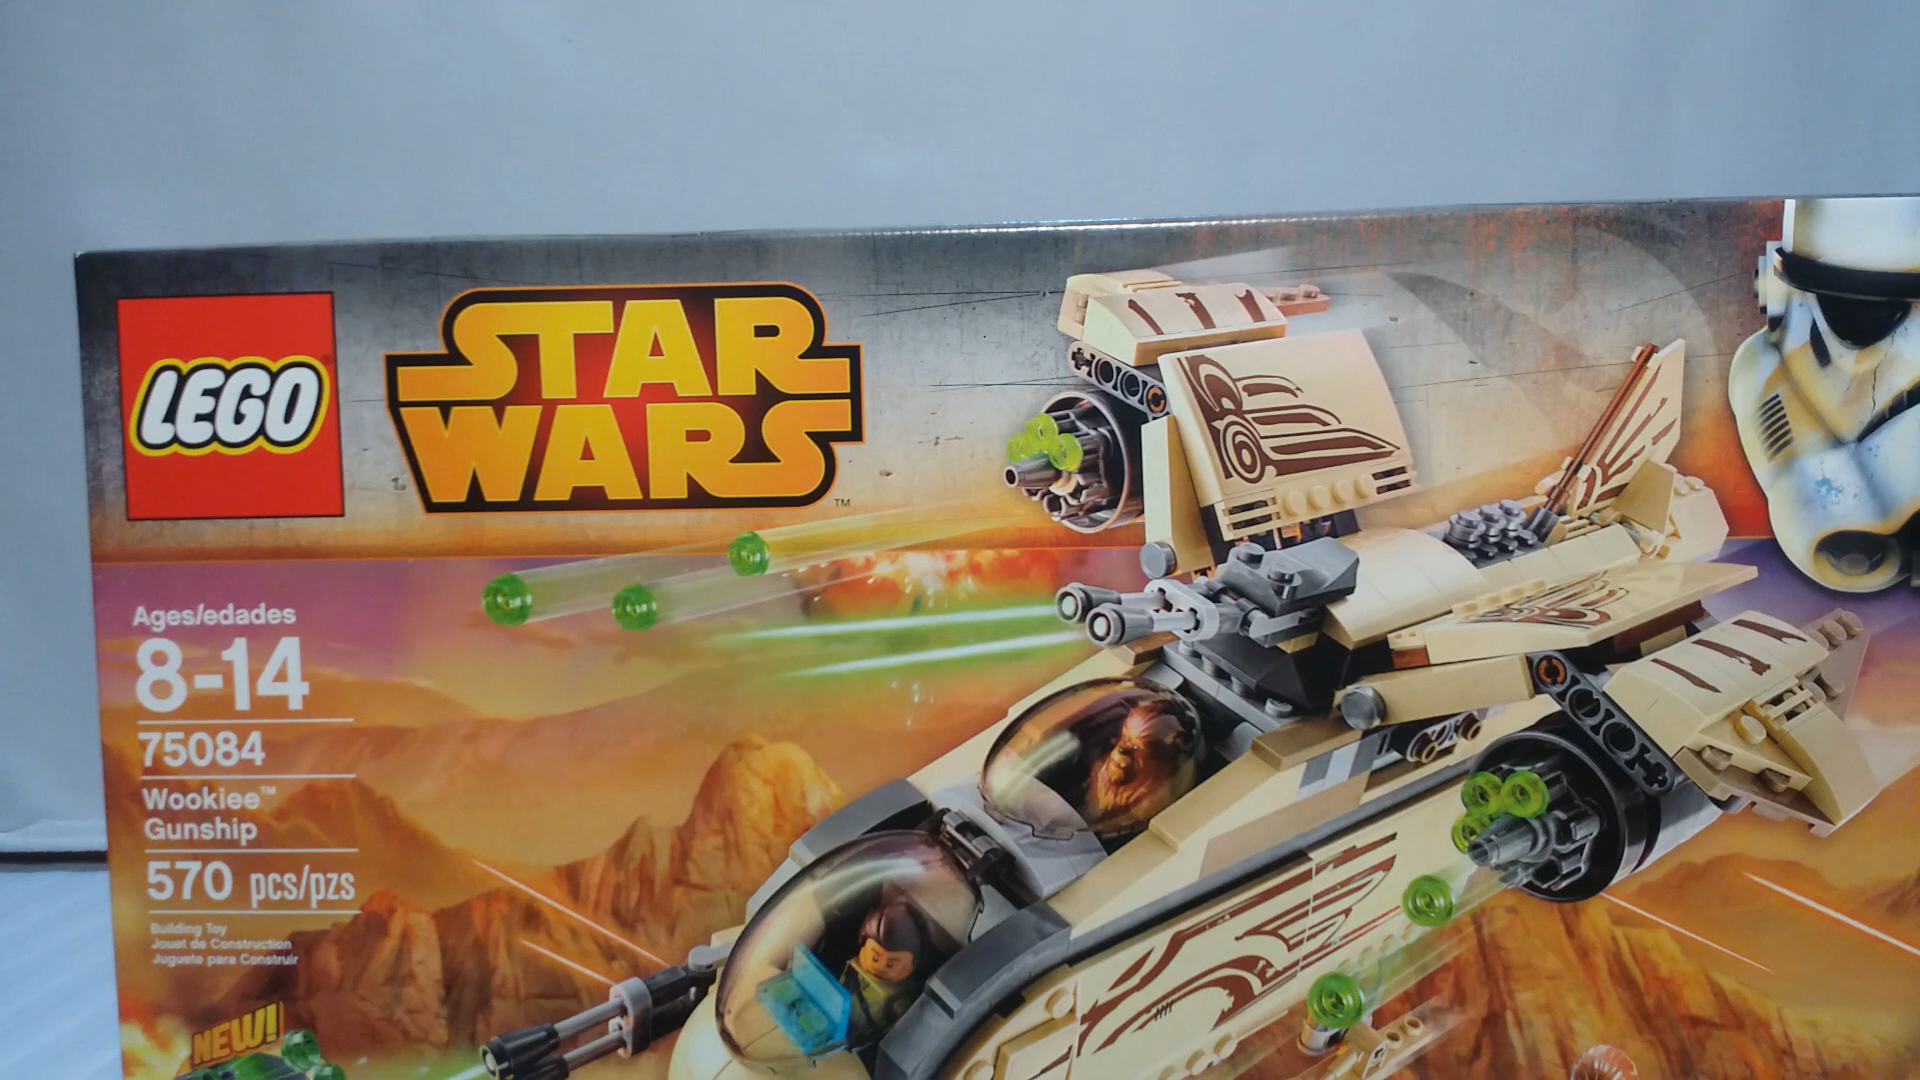 LEGO
STAR
WARS
TM
Ages/edades
8-14
75084
Wookiee™
Gunship
570 pcs/pzs
Building Toy
Jouet de Construction
Juguete para Construir
NEW!